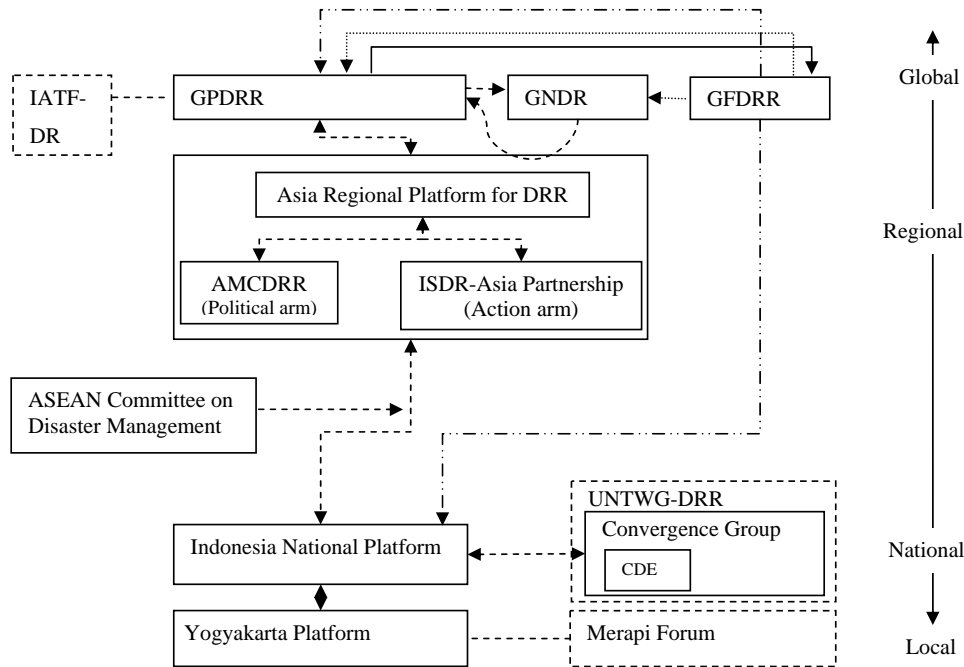 Global
IATF-
DR
GPDRR
GNDR
GFDRR
Asia Regional Platform for DRR
Regional
AMCDRR
(Political arm)
ISDR-Asia Partnership
(Action arm)
ASEAN Committee on
Disaster Management
UNTWG-DRR
Convergence Group
Indonesia National Platform
CDE
National
Yogyakarta Platform
Merapi Forum
Local